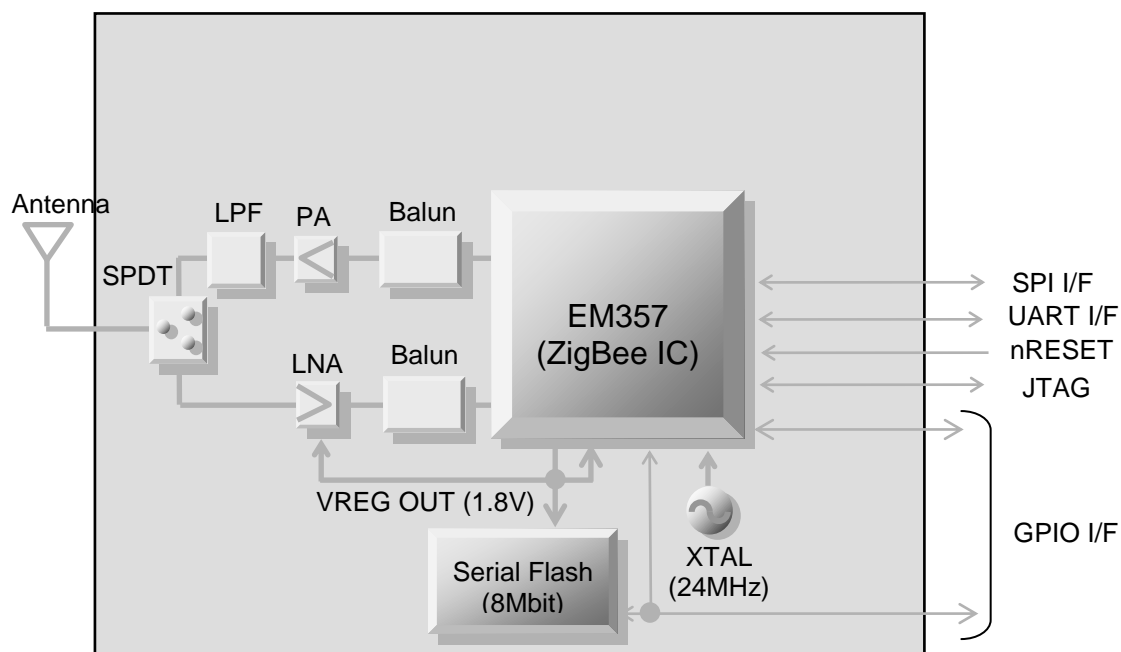 Antenna
LPF
PA
Balun
SPDT
EM357
(ZigBee IC)
SPI I/F
UART I/F
nRESET
JTAG
LNA
Balun
VREG OUT (1.8V)
Serial Flash
(8Mbit)
XTAL
(24MHz)
GPIO I/F